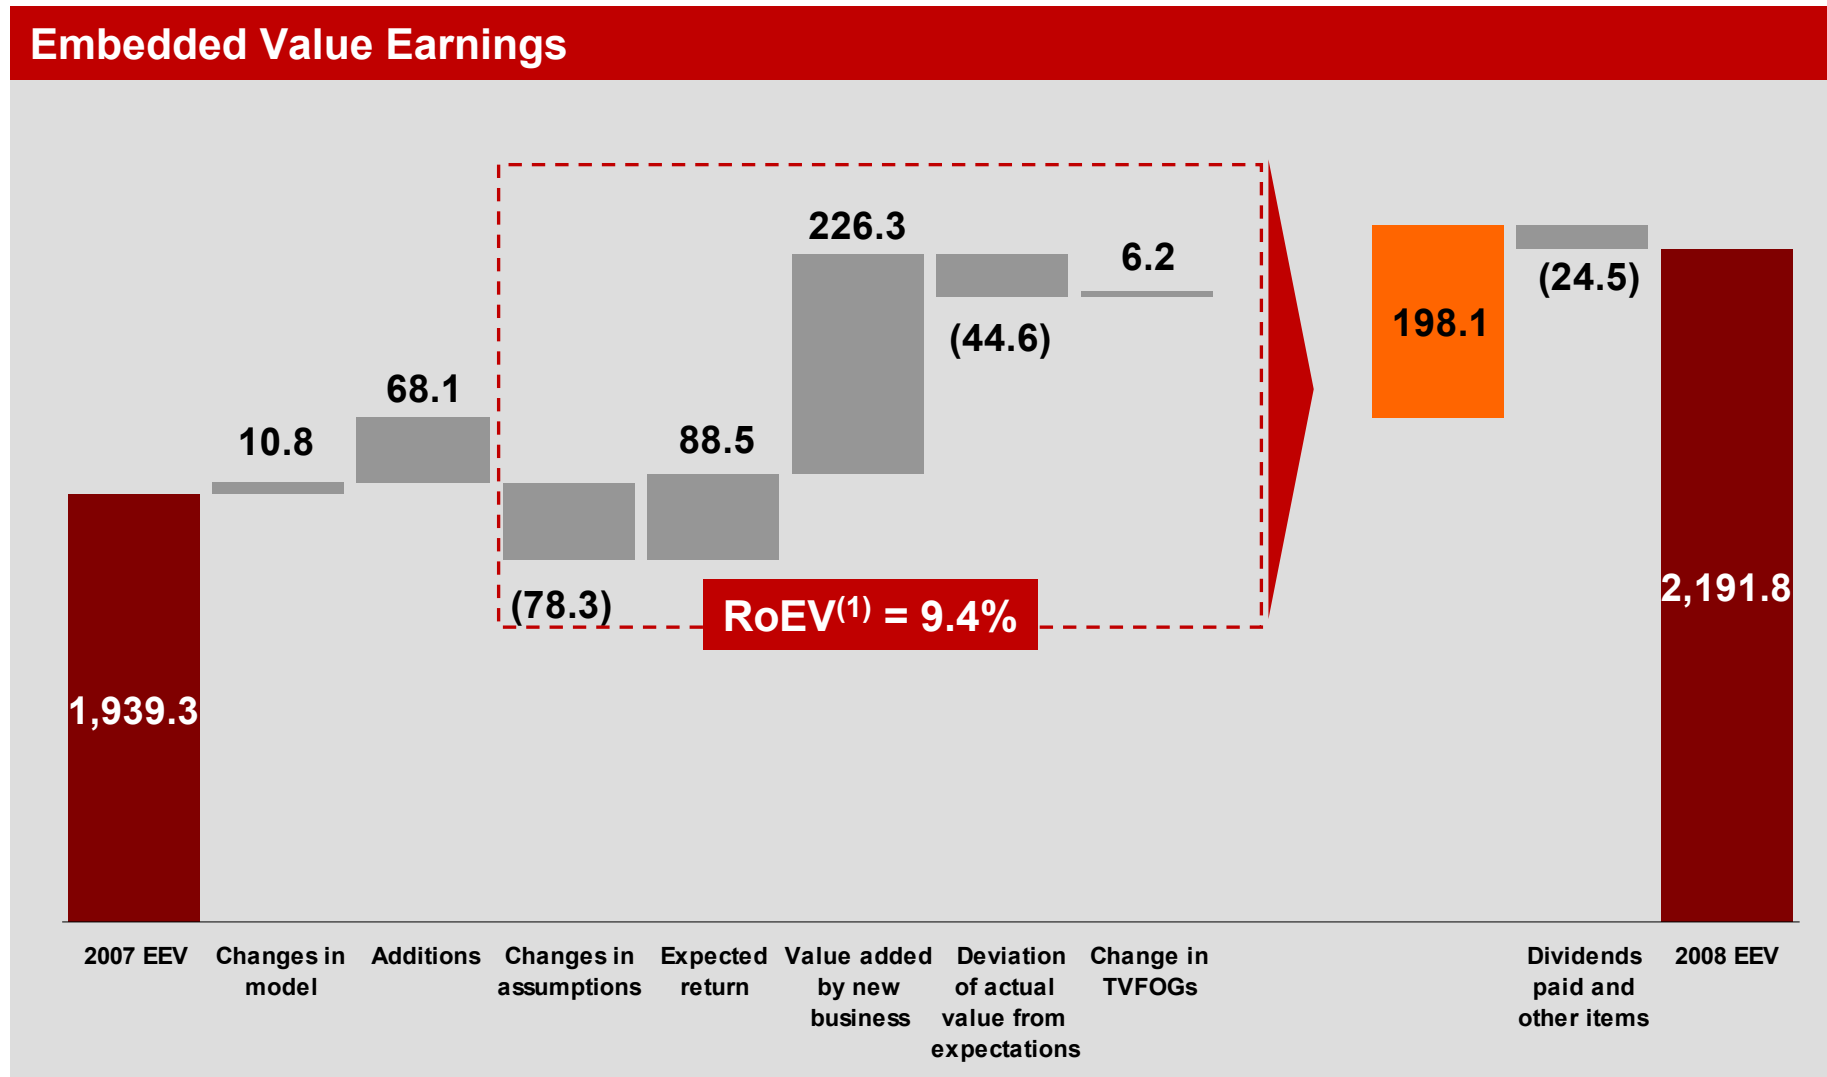 Embedded Value Earnings
226.3
6.2
(24.5)
198.1
(44.6)
68.1
10.8
88.5
(78.3)
RoEV(1) = 9.4%
2,191.8
1,939.3
2007 EEV
Changes in
model
Additions
Changes in
assumptions
Expected
return
Value added
by new
business
Deviation
of actual
value from
expectations
Change in
TVFOGs
Dividends
paid and
other items
2008 EEV